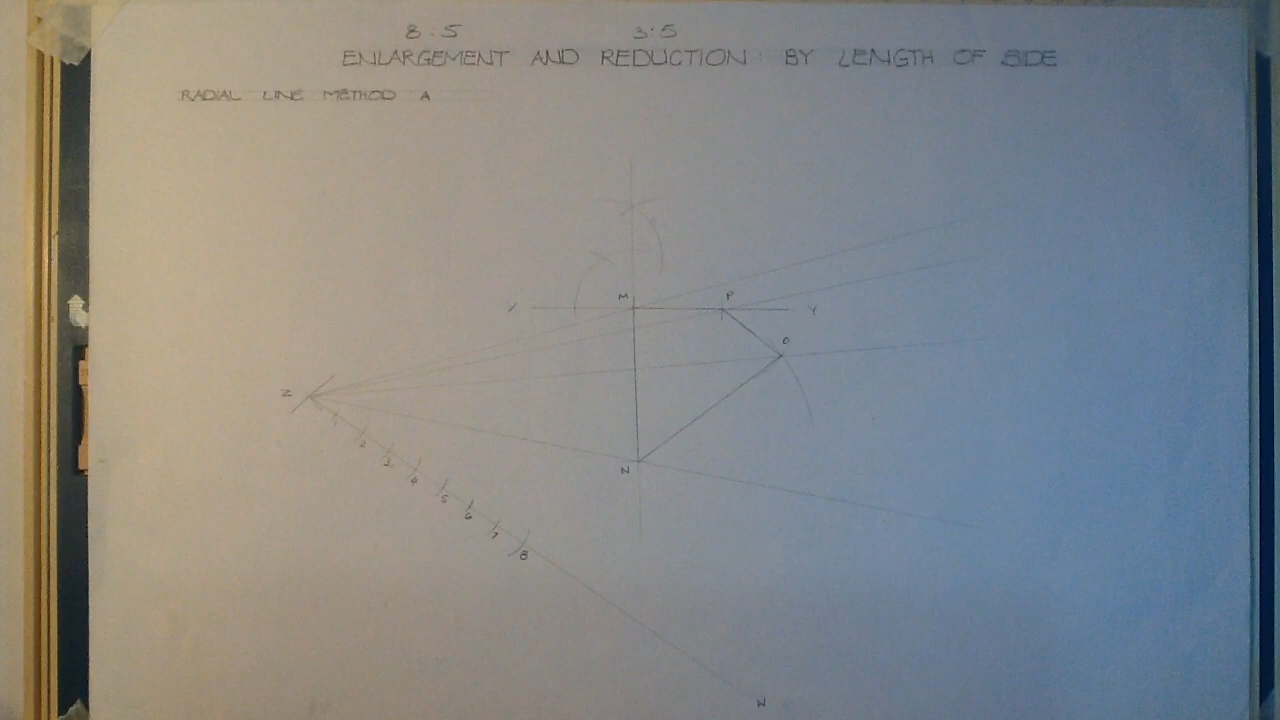 8:5 3:5
ENLARGEMENT AND REDUCTION: BY LENGTH OF SIDE
RADIAL LINE METHOD A
M P Y
O
Z
1
2
3
4
N
5
6
7
8
W